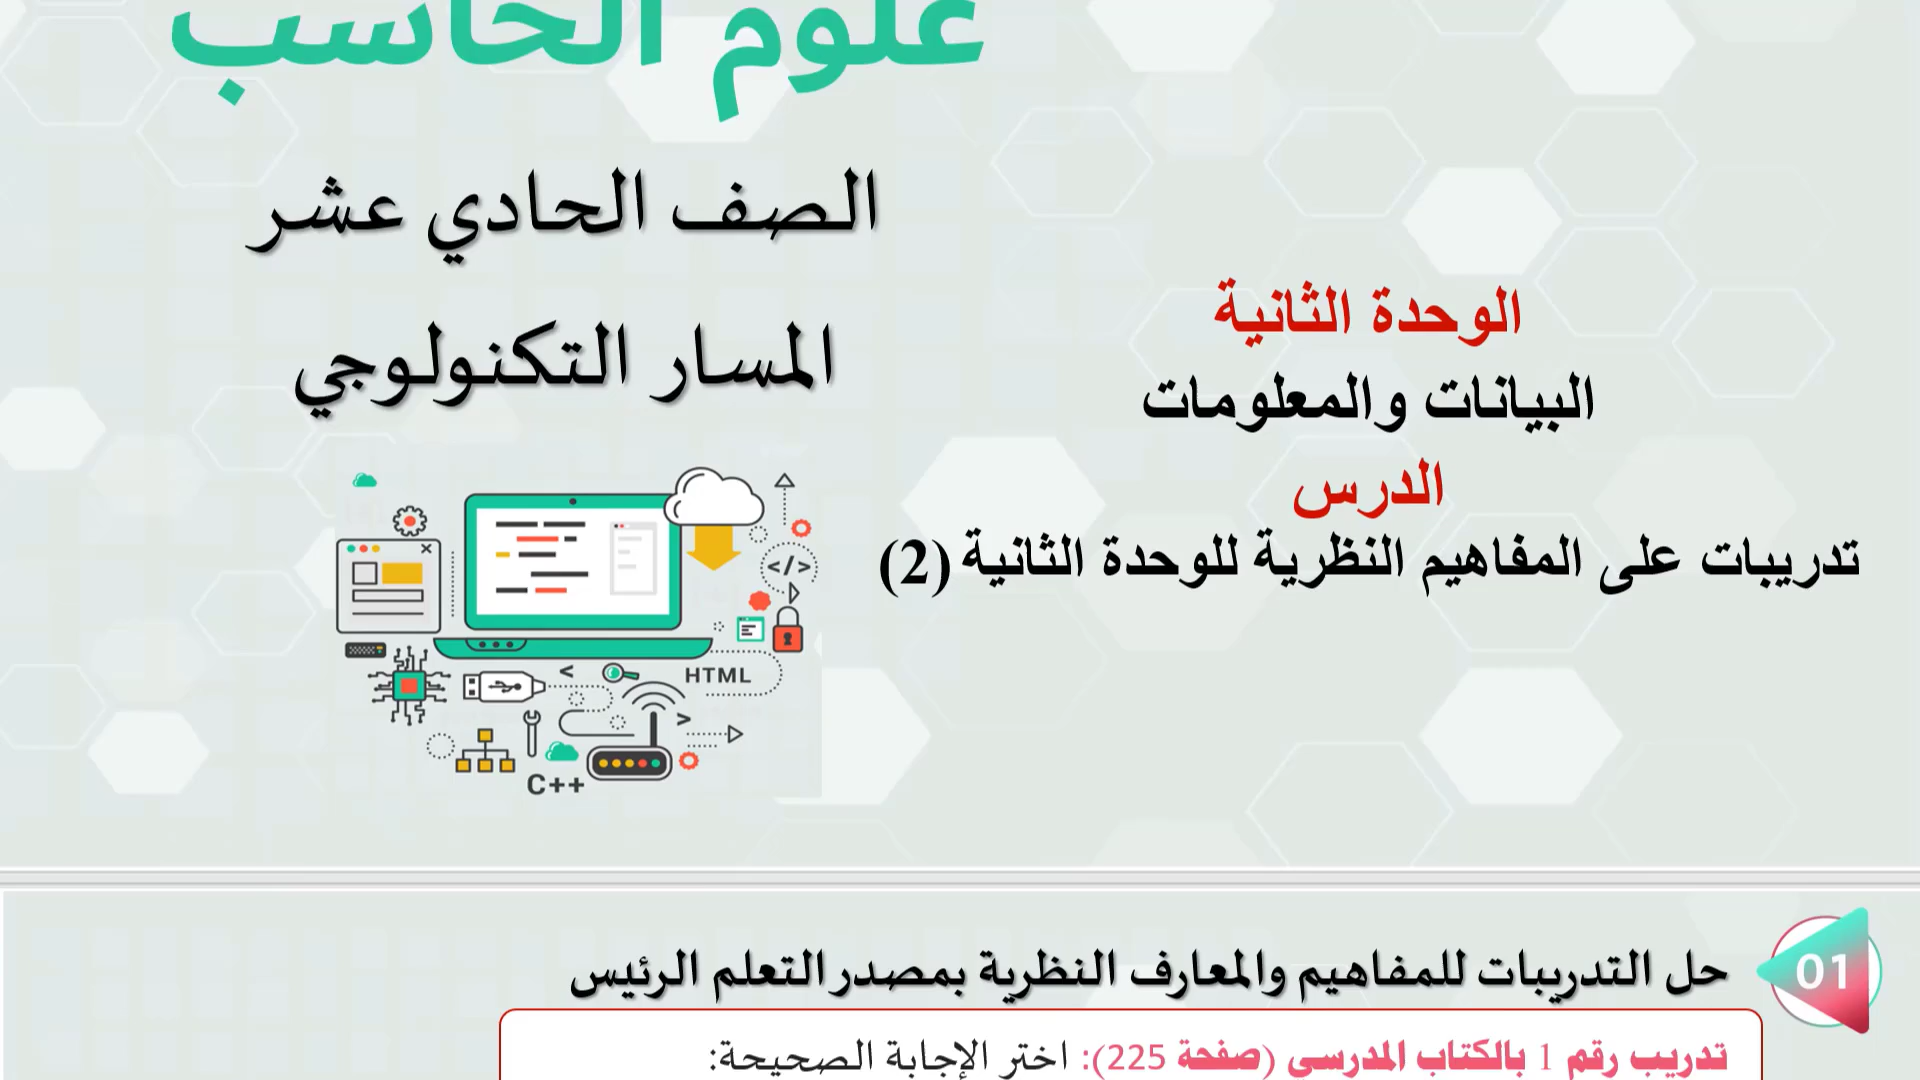 علوم الحاسب
الصف الحادي عشر
المسار التكنولوجي
الوحدة الثانية
البيانات والمعلومات
الدرس
تدريبات على المفاهيم النظرية للوحدة الثانية (2)
</>
HTML
C++
01
حل التدريبات للمفاهيم والمعارف النظرية بمصدر التعلم الرئيس
تدريب رقم 1 بالكتاب المدرسي (صفحة 225): اختر الإجابة الصحيحة: